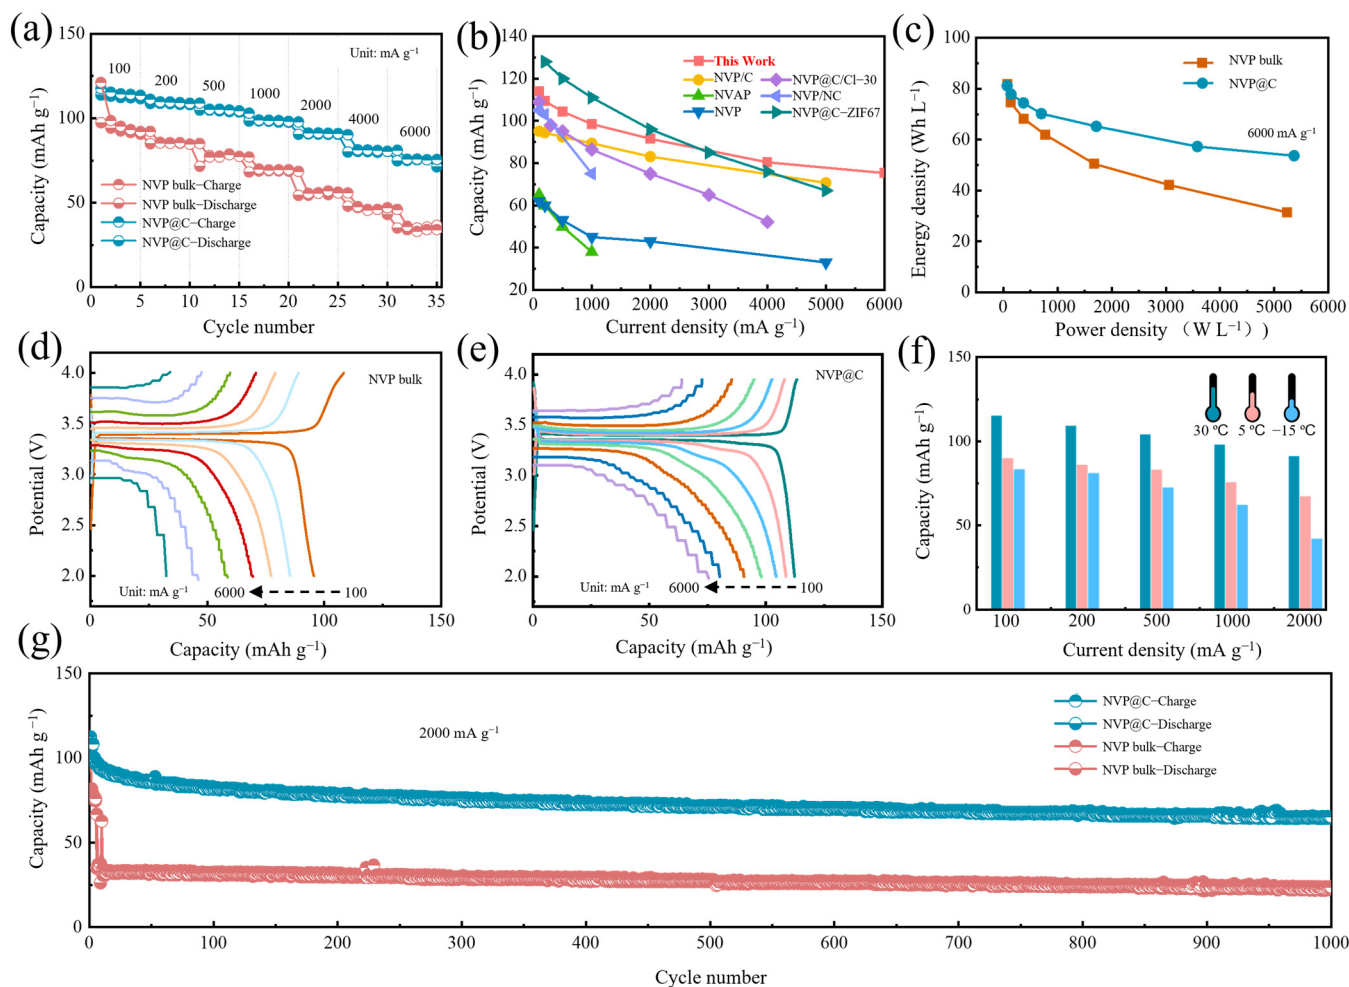 (a)
150
100
50
0
Capacity (mAh g⁻¹)
0 5 10 15 20 25 30 35
Cycle number
Unit: mA g⁻¹
100
200
500
1000
2000
4000
6000
NVP bulk−Charge
NVP bulk−Discharge
NVP@C−Charge
NVP@C−Discharge
(b)
140
120
100
80
60
40
20
Capacity (mAh g⁻¹)
0 1000 2000 3000 4000 5000 6000
Current density (mA g⁻¹)
This Work
NVP/C
NVAP
NVP
NVP@C/Cl−30
NVP/NC
NVP@C−ZIF67
(c)
80
60
40
20
0
Energy density (Wh L⁻¹)
0 1000 2000 3000 4000 5000 6000
Power density （W L⁻¹）)
NVP bulk
NVP@C
6000 mA g⁻¹
(d)
4.0
3.5
3.0
2.5
2.0
Potential (V)
0 50 100 150
Capacity (mAh g⁻¹)
NVP bulk
Unit: mA g⁻¹ 6000 100
(e)
4.0
3.5
3.0
2.5
2.0
Potential (V)
0 50 100 150
Capacity (mAh g⁻¹)
NVP@C
Unit: mA g⁻¹ 6000 100
(f)
150
100
50
0
Capacity (mAh g⁻¹)
100 200 500 1000 2000
Current density (mA g⁻¹)
30 ℃ 5 ℃ −15 ℃
(g)
150
100
50
0
Capacity (mAh g⁻¹)
0 100 200 300 400 500 600 700 800 900 1000
Cycle number
2000 mA g⁻¹
NVP@C−Charge
NVP@C−Discharge
NVP bulk−Charge
NVP bulk−Discharge